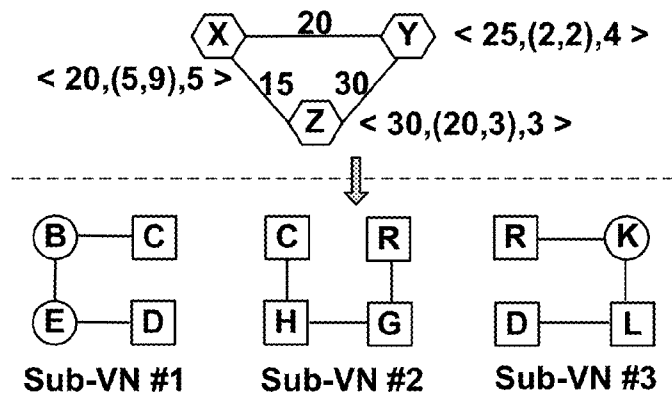 X 20 Y < 25,(2,2),4 >
< 20,(5,9),5 > 15 30
Z < 30,(20,3),3 >
B C C R R K
E D H G D L
Sub-VN #1 Sub-VN #2 Sub-VN #3